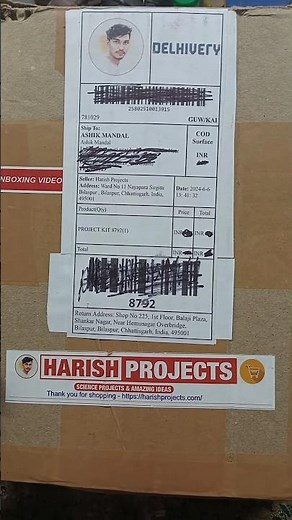 DELHIVERY
25802510013915
781029
GUW/KAI
Ship To:
ASHIK MANDAL
Ashik Mandal
COD
Surface
INR
NBOXING VIDEO
Seller: Harish Projects
Address: Ward No 11 Nayapara Sirgitti
Bilaspur , Bilaspur, Chhattisgarh, India,
495001
Date: 2024-6-6
13: 41: 32
Product(Qty) Price Total
PROJECT KIT 8792(1) INR INR
Total INR INR
8792
Return Address: Shop No 225, 1st Floor, Balaji Plaza,
Shankar Nagar, Near Hemunagar Overbridge,
Bilaspur, Bilaspur, Chhattisgarh, India, 495001
HARISH PROJECTS
SCIENCE PROJECTS & AMAZING IDEAS
Thank you for shopping - https://harishprojects.com/